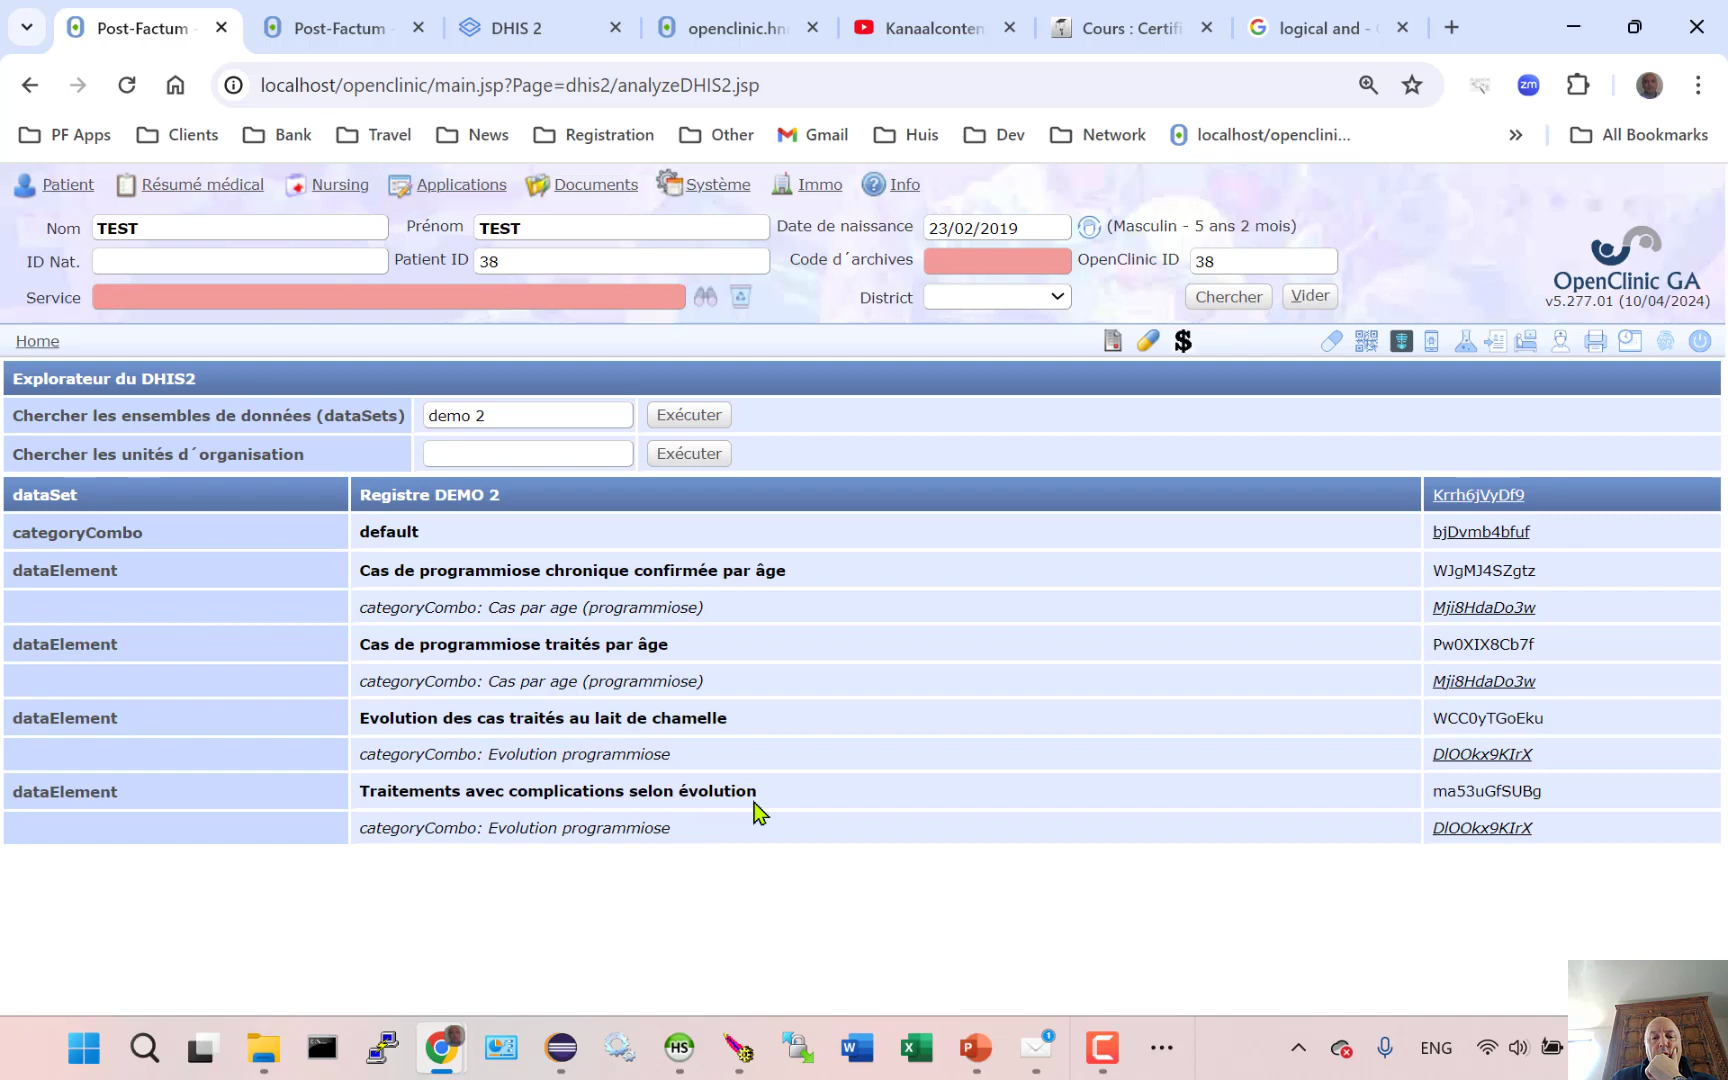 Post-Factum -
Post-Factum -
DHIS 2
openclinic.hnr
Kanaalconten
Cours : Certifi
logical and -
localhost/openclinic/main.jsp?Page=dhis2/analyzeDHIS2.jsp
zm
PF Apps
Clients
Bank
Travel
News
Registration
Other
Gmail
Huis
Dev
Network
localhost/openclini...
»
All Bookmarks
Patient
Résumé médical
Nursing
Applications
Documents
Système
Immo
Info
Nom TEST Prénom TEST Date de naissance 23/02/2019 (Masculin - 5 ans 2 mois)
ID Nat. Patient ID 38 Code d´archives OpenClinic ID 38
Service District Chercher Vider
OpenClinic GA
v5.277.01 (10/04/2024)
Home
Explorateur du DHIS2
Chercher les ensembles de données (dataSets) demo 2 Exécuter
Chercher les unités d´organisation Exécuter
dataSet Registre DEMO 2 Krrh6jVyDf9
categoryCombo default bjDvmb4bfuf
dataElement Cas de programmiose chronique confirmée par âge WJgMJ4SZgtz
categoryCombo: Cas par age (programmiose) Mji8HdaDo3w
dataElement Cas de programmiose traités par âge Pw0XIX8Cb7f
categoryCombo: Cas par age (programmiose) Mji8HdaDo3w
dataElement Evolution des cas traités au lait de chamelle WCC0yTGoEku
categoryCombo: Evolution programmiose DlOOkx9KIrX
dataElement Traitements avec complications selon évolution ma53uGfSUBg
categoryCombo: Evolution programmiose DlOOkx9KIrX
HS
1
ENG